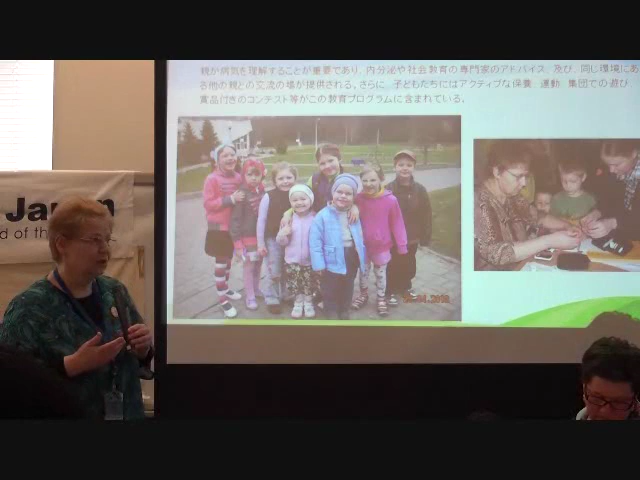 親が病気を理解することが重要であり、内分泌や社会教育の専門家のアドバイス、及び、同じ環境にあ
る他の親との交流の場が提供される。さらに、子どもたちにはアクティブな保養、運動、集団での遊び、
賞品付きのコンテスト等がこの教育プログラムに含まれている。
Japan
d of the